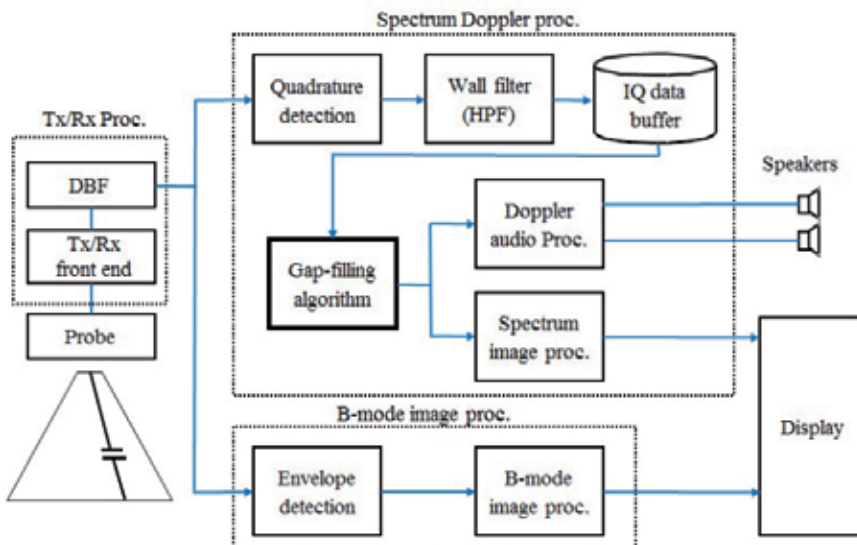 Spectrum Doppler proc.
Quadrature
detection
Wall filter
(HPF)
IQ data
buffer
Tx/Rx Proc.
DBF
Tx/Rx
front end
Probe
Gap-filling
algorithm
Doppler
audio Proc.
Spectrum
image proc.
Speakers
B-mode image proc.
Envelope
detection
B-mode
image proc.
Display